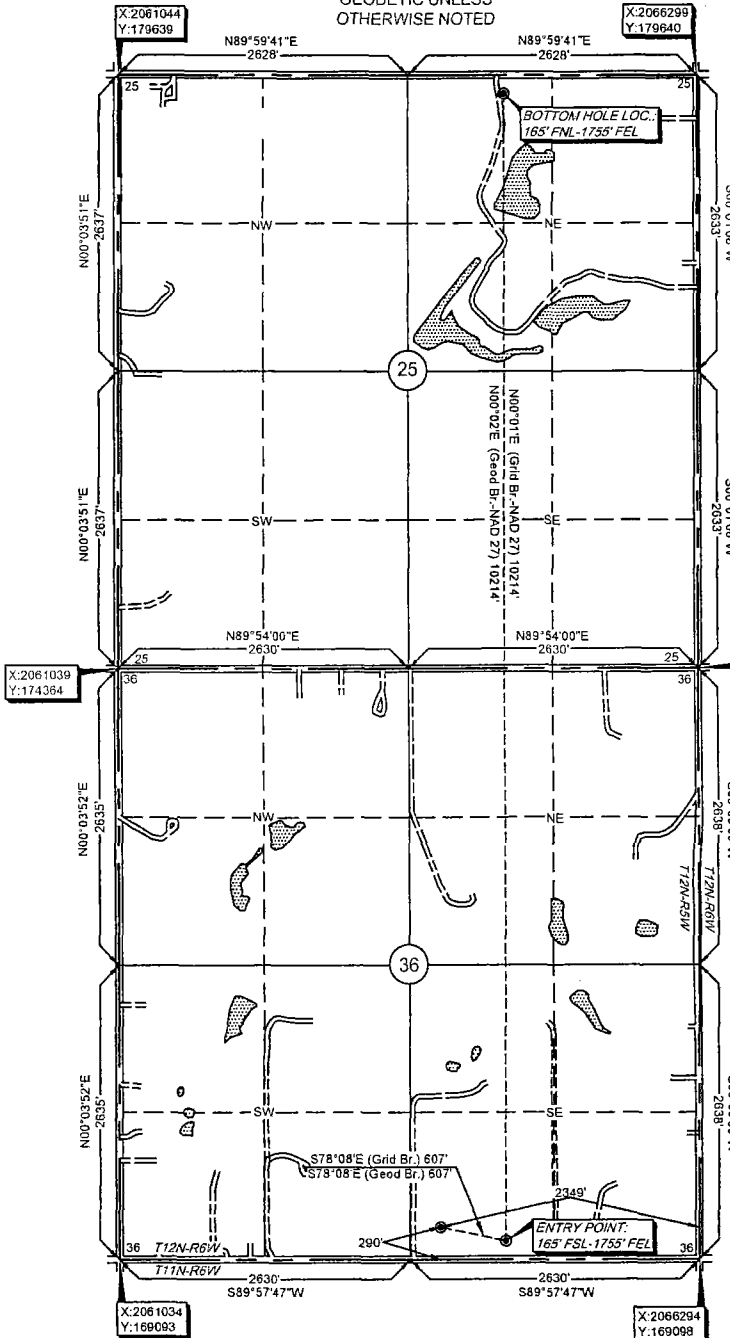 GEODETIC UNLESS
OTHERWISE NOTED
X:2061044
Y:179639
X:2066299
Y:179640
N89°59'41"E
2628'
N89°59'41"E
2628'
25
25
BOTTOM HOLE LOC.:
165' FNL-1755' FEL
N00°03'51"E
2637'
NW
NE
2633'
25
N00°01'E (Grid Br.-NAD 27) 10214'
N00°02'E (Geod Br.-NAD 27) 10214'
N00°03'51"E
2637'
SW
SE
2633'
N89°54'00"E
2630'
N89°54'00"E
2630'
X:2061039
Y:174364
25
36
25
36
N00°03'52"E
2635'
NW
NE
2638'
T12N-R5W
T12N-R6W
36
N00°03'52"E
2635'
SW
SE
2638'
S78°08'E (Grid Br.) 607'
S78°08'E (Geod Br.) 607'
2349'
290'
ENTRY POINT:
165' FSL-1755' FEL
36
T12N-R6W
T11N-R6W
36
2630'
S89°57'47"W
2630'
S89°57'47"W
X:2061034
Y:169093
X:2066294
Y:169098